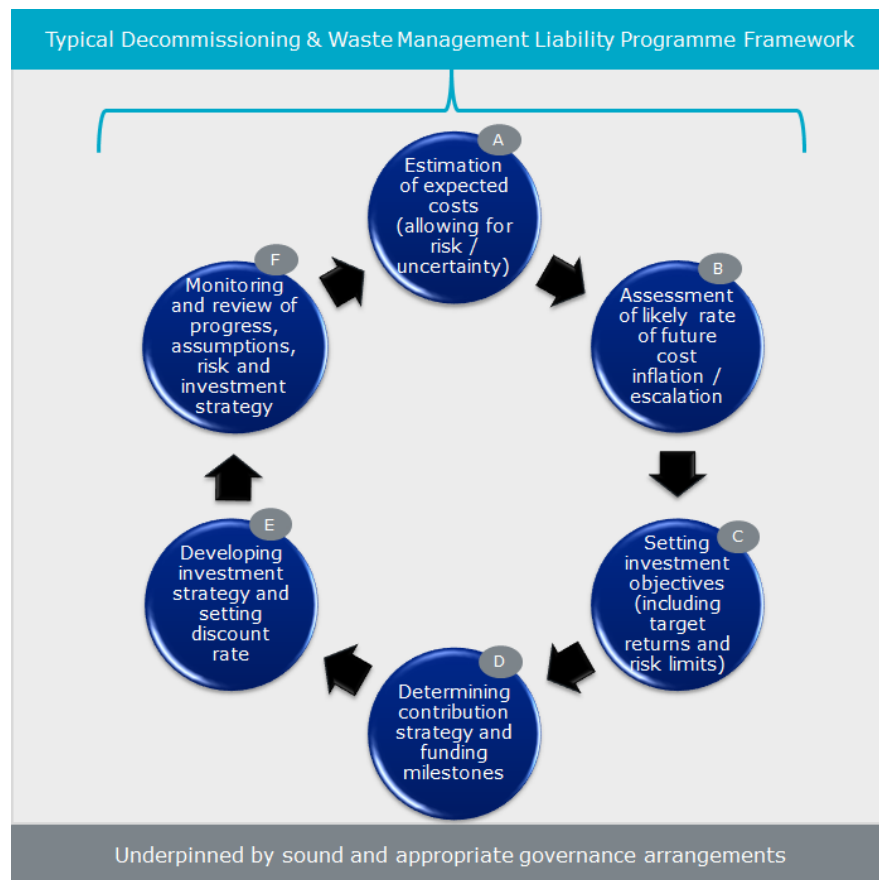 Typical Decommissioning & Waste Management Liability Programme Framework
A
Estimation
of expected
costs
(allowing for
risk /
uncertainty)
B
Assessment
of likely rate
of future
cost
inflation /
escalation
C
Setting
investment
objectives
(including
target
returns and
risk limits)
D
Determining
contribution
strategy and
funding
milestones
E
Developing
investment
strategy and
setting
discount
rate
F
Monitoring
and review of
progress,
assumptions,
risk and
investment
strategy
Underpinned by sound and appropriate governance arrangements